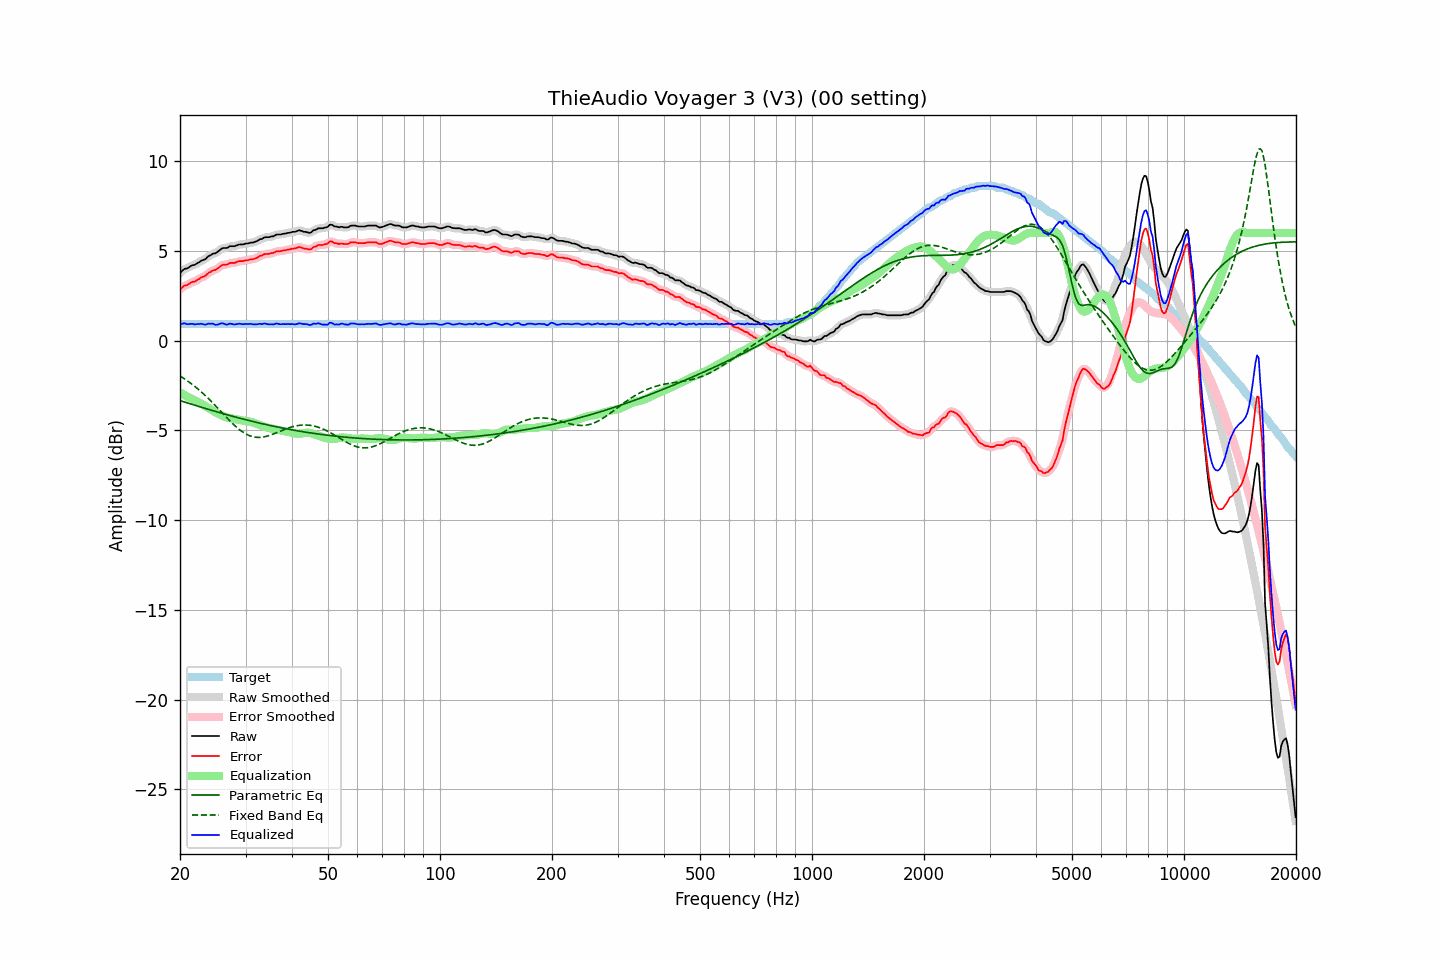 ThieAudio Voyager 3 (V3) (00 setting)
10
5
0
−5
−10
−15
−20
−25
Amplitude (dBr)
Target
Raw Smoothed
Error Smoothed
Raw
Error
Equalization
Parametric Eq
Fixed Band Eq
Equalized
20
50
100
200
500
1000
2000
5000
10000
20000
Frequency (Hz)